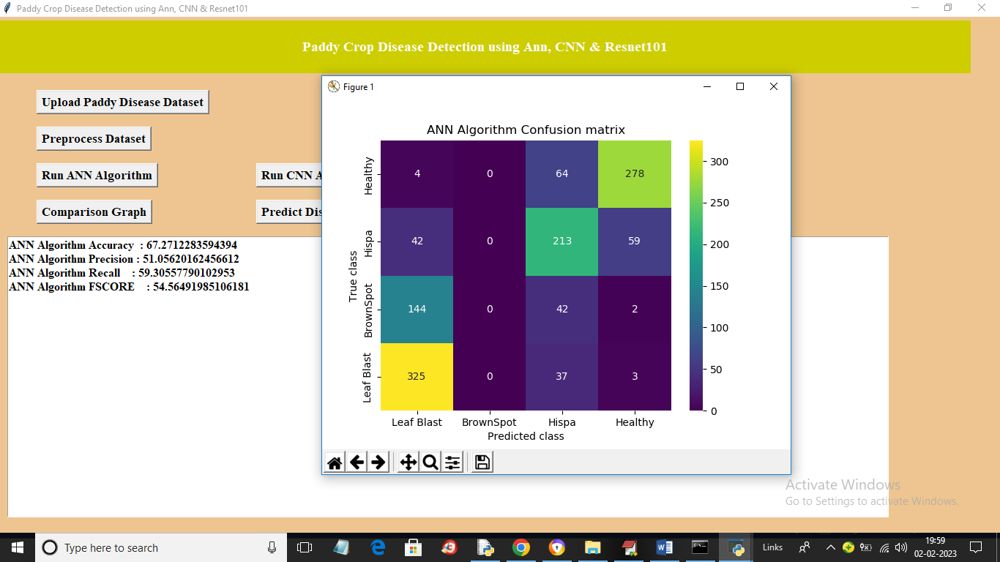 Paddy Crop Disease Detection using Ann, CNN & Resnet101
Paddy Crop Disease Detection using Ann, CNN & Resnet101
Upload Paddy Disease Dataset
Preprocess Dataset
Run ANN Algorithm
Run CNN A
Comparison Graph
Predict Dis
ANN Algorithm Accuracy : 67.2712283594394
ANN Algorithm Precision : 51.05620162456612
ANN Algorithm Recall : 59.30557790102953
ANN Algorithm FSCORE : 54.56491985106181
Figure 1
ANN Algorithm Confusion matrix
True class
Healthy 4 0 64 278
Hispa 42 0 213 59
BrownSpot 144 0 42 2
Leaf Blast 325 0 37 3
Leaf Blast BrownSpot Hispa Healthy
Predicted class
300
250
200
150
100
50
0
Activate Windows
Go to Settings to activate Windows.
Type here to search
Links
19:59
02-02-2023